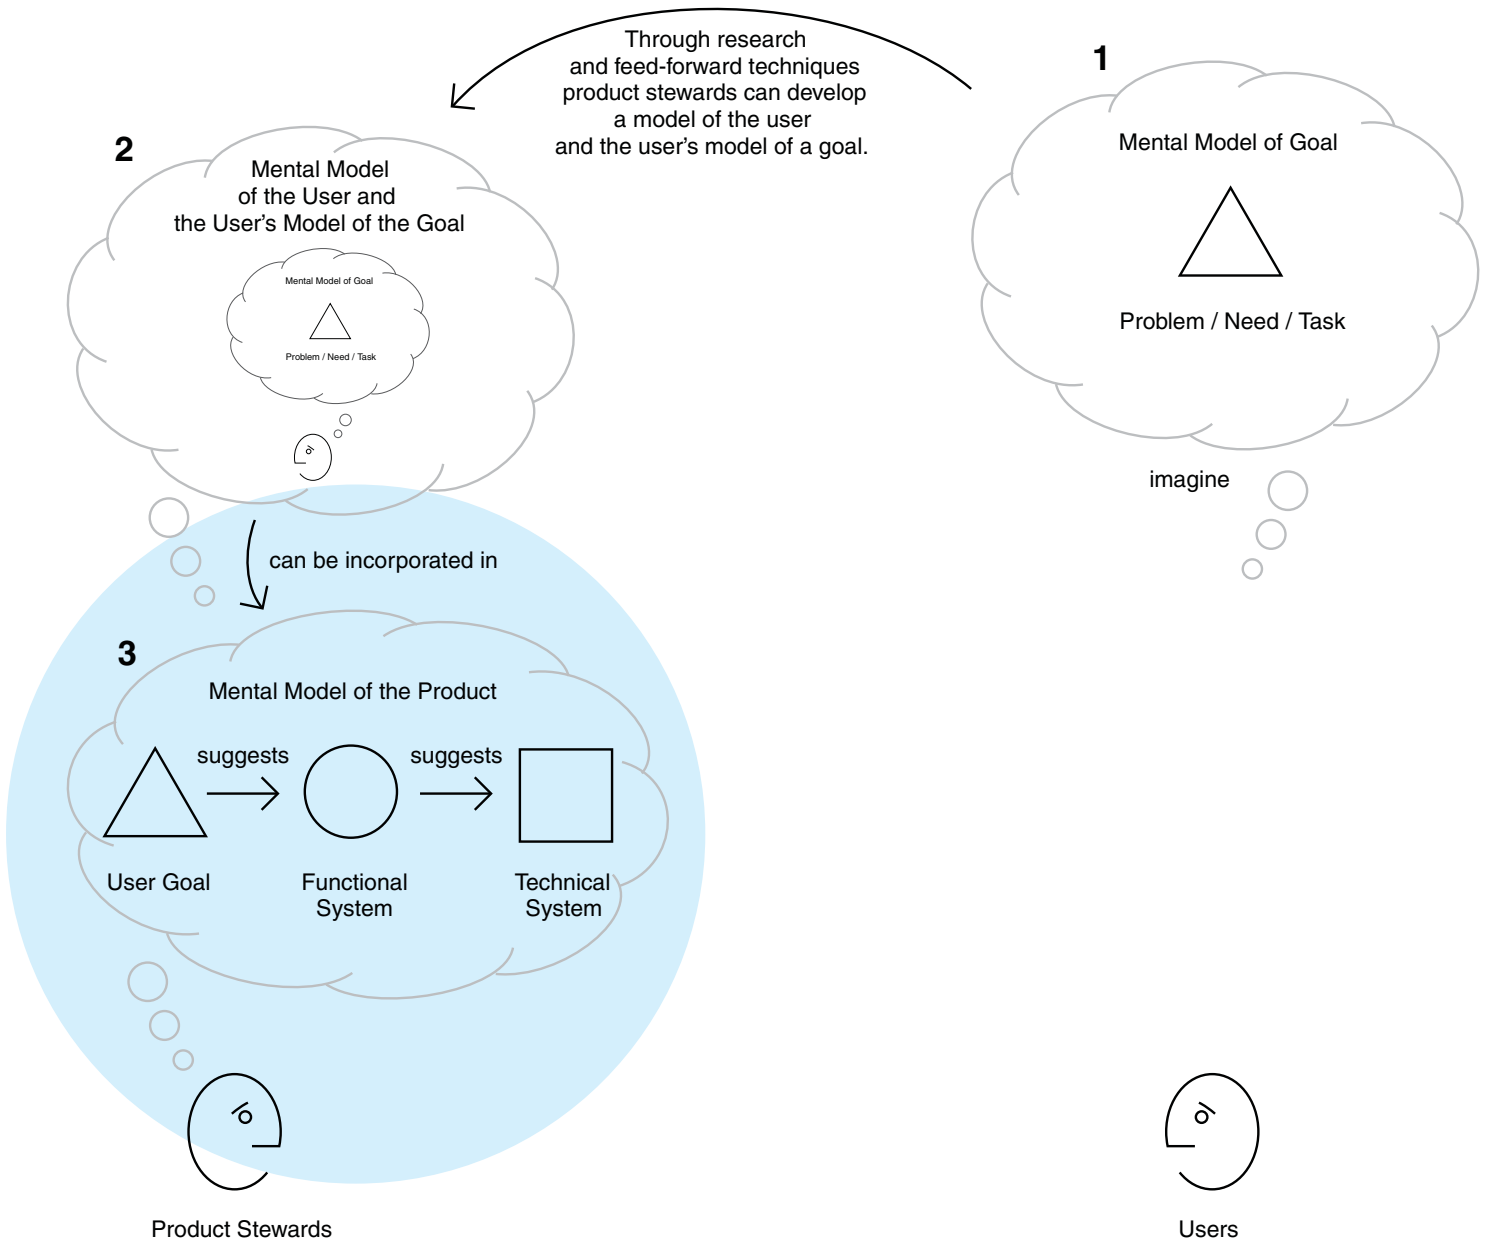 Through research
and feed-forward techniques
product stewards can develop
a model of the user
and the user’s model of a goal.
1
Mental Model of Goal
Problem / Need / Task
imagine
2
Mental Model
of the User and
the User’s Model of the Goal
Mental Model of Goal
Problem / Need / Task
can be incorporated in
3
Mental Model of the Product
suggests
suggests
User Goal
Functional
System
Technical
System
Product Stewards
Users